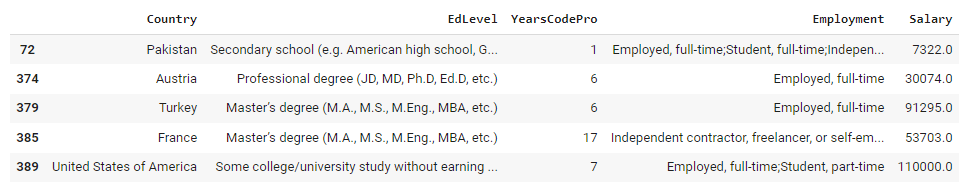 Country EdLevel YearsCodePro Employment Salary
72 Pakistan Secondary school (e.g. American high school, G... 1 Employed, full-time;Student, full-time;Indepen... 7322.0
374 Austria Professional degree (JD, MD, Ph.D, Ed.D, etc.) 6 Employed, full-time 30074.0
379 Turkey Master’s degree (M.A., M.S., M.Eng., MBA, etc.) 6 Employed, full-time 91295.0
385 France Master’s degree (M.A., M.S., M.Eng., MBA, etc.) 17 Independent contractor, freelancer, or self-em... 53703.0
389 United States of America Some college/university study without earning ... 7 Employed, full-time;Student, part-time 110000.0